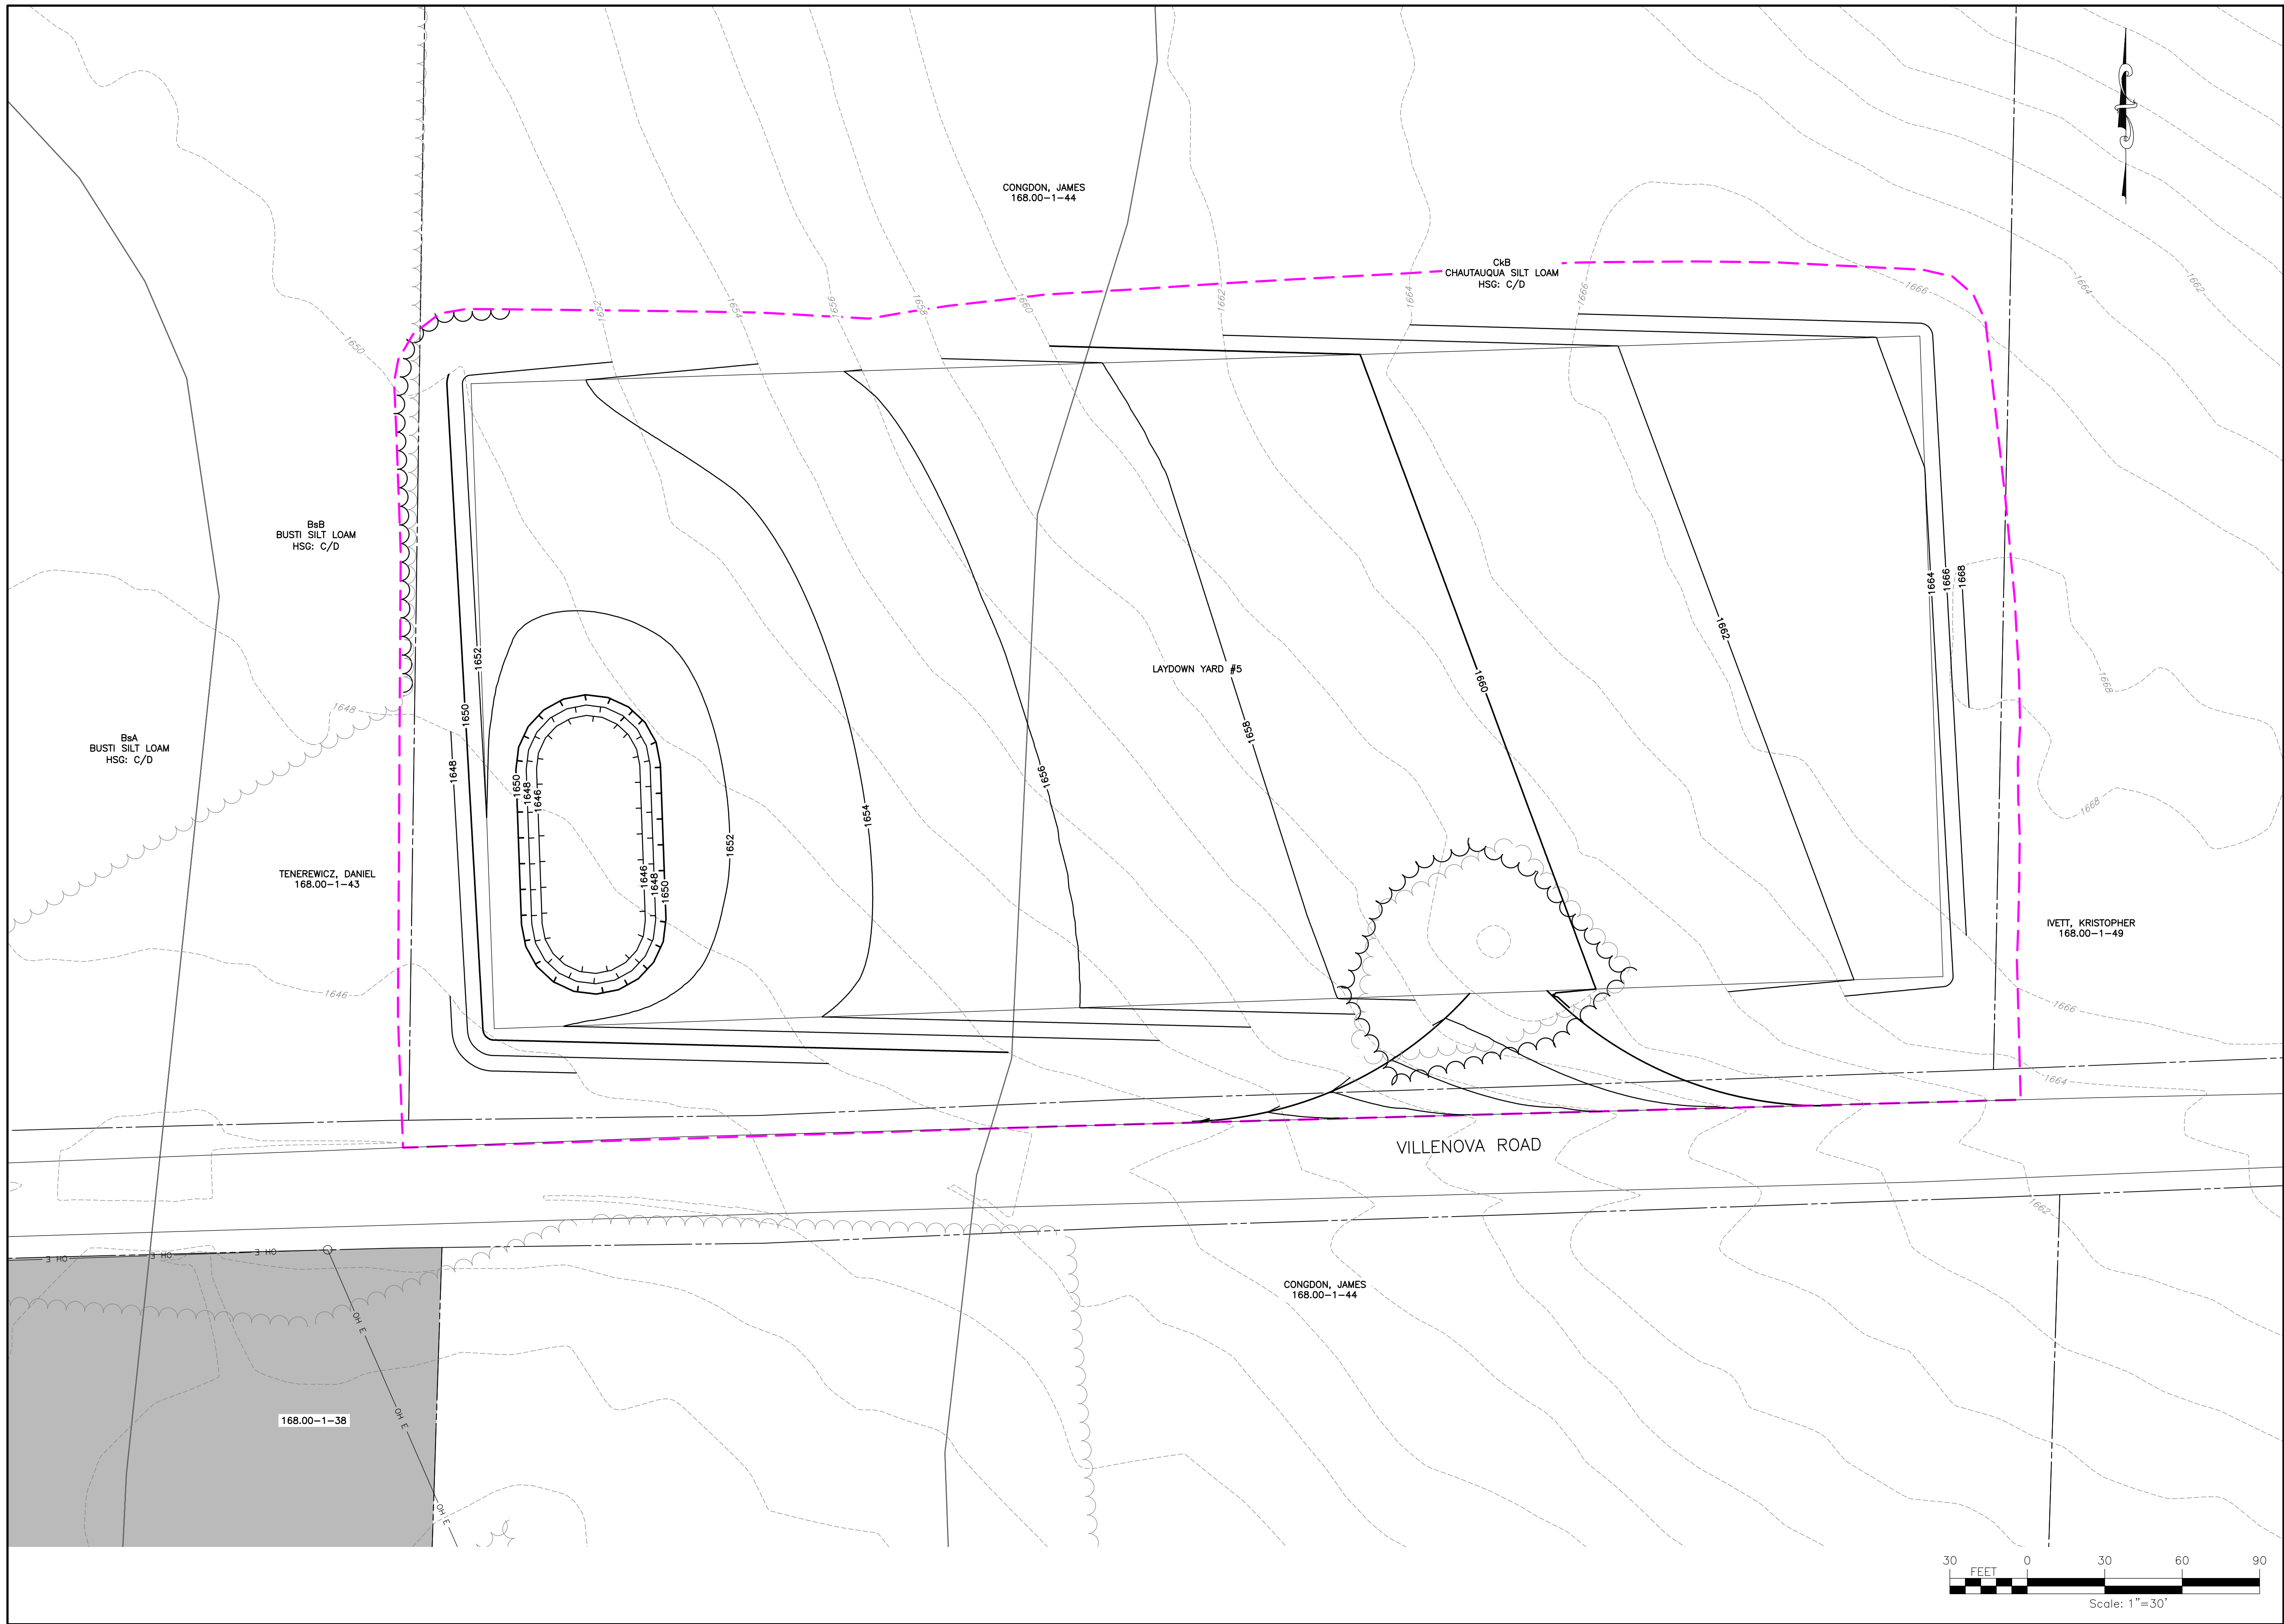 CONGDON, JAMES
168.00-1-44
CkB
CHAUTAUQUA SILT LOAM
HSG: C/D
1652
1654
1656
1658
1660
1662
1664
1666
1666
1664
1662
1650
BsB
BUSTI SILT LOAM
HSG: C/D
1664
1666
1668
1662
1652
LAYDOWN YARD #5
1660
1668
1650
1648
1658
BsA
BUSTI SILT LOAM
HSG: C/D
1648
1650
1648
1646
1656
1654
1652
1668
TENEREWICZ, DANIEL
168.00-1-43
1646
1648
1650
IVETT, KRISTOPHER
168.00-1-49
1646
1666
1664
VILLENOVA ROAD
1662
OH E
OH E
OH E
CONGDON, JAMES
168.00-1-44
OH E
168.00-1-38
OH E
OH E
30 0 30 60 90
FEET
Scale: 1"=30'